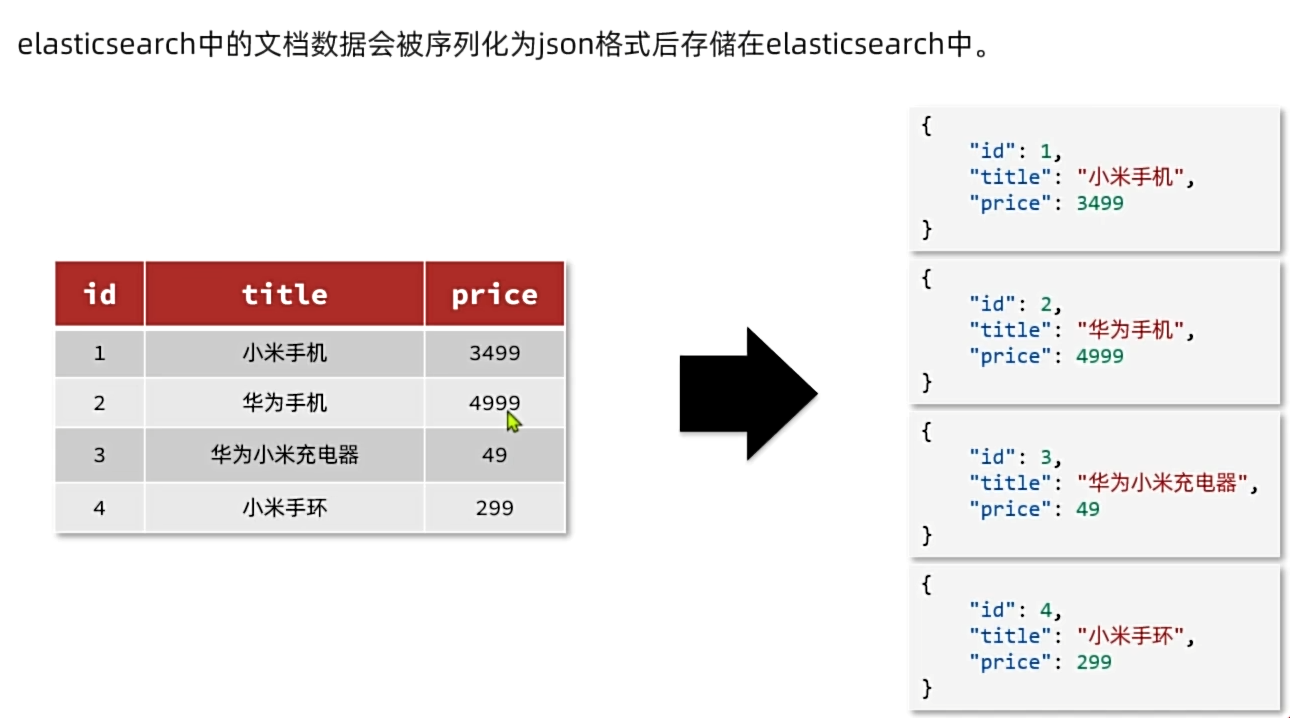 elasticsearch中的文档数据会被序列化为json格式后存储在elasticsearch中。
id title price
1 小米手机 3499
2 华为手机 4999
3 华为小米充电器 49
4 小米手环 299
{
"id": 1,
"title": "小米手机",
"price": 3499
}
{
"id": 2,
"title": "华为手机",
"price": 4999
}
{
"id": 3,
"title": "华为小米充电器",
"price": 49
}
{
"id": 4,
"title": "小米手环",
"price": 299
}